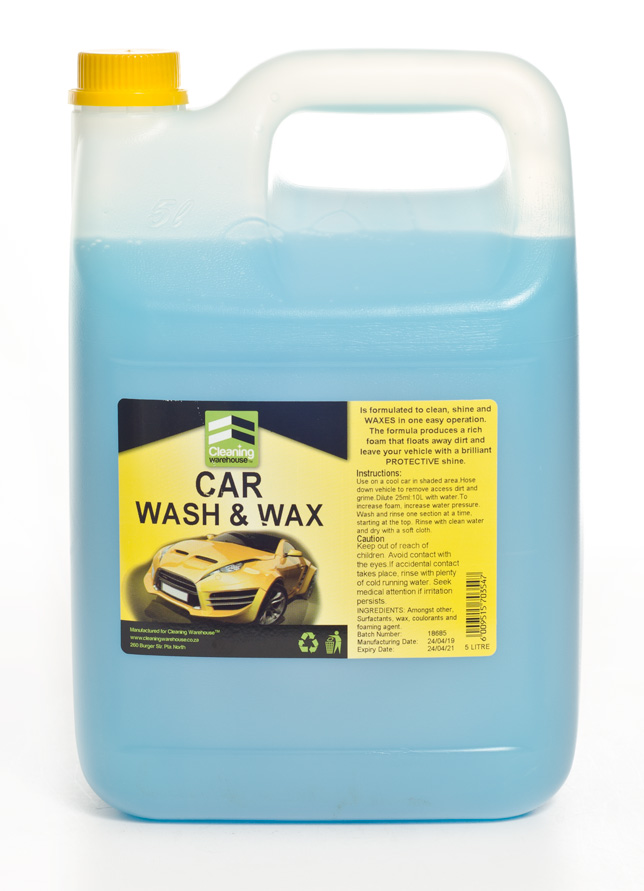 5l
Cleaning
warehouse™
CAR
WASH & WAX
Manufactured for Cleaning Warehouse™
www.cleaningwarehouse.co.za
260 Burger Str. Pta. North
Is formulated to clean, shine and
WAXES in one easy operation.
The formula produces a rich
foam that floats away dirt and
leave your vehicle with a brilliant
PROTECTIVE shine.
Instructions:
Use on a cool car in shaded area.Hose
down vehicle to remove access dirt and
grime.Dilute 25ml:10L with water.To
increase foam, increase water pressure.
Wash and rinse one section at a time,
starting at the top. Rinse with clean water
and dry with a soft cloth.
Caution
Keep out of reach of
children. Avoid contact with
the eyes.If accidental contact
takes place, rinse with plenty
of cold running water. Seek
medical attention if irritation
persists.
INGREDIENTS: Amongst other,
Surfactants, wax, coulorants and
foaming agent.
Batch Number: 18685
Manufacturing Date: 24/04/19
Expiry Date: 24/04/21
6 009515 703547
5 LITRE